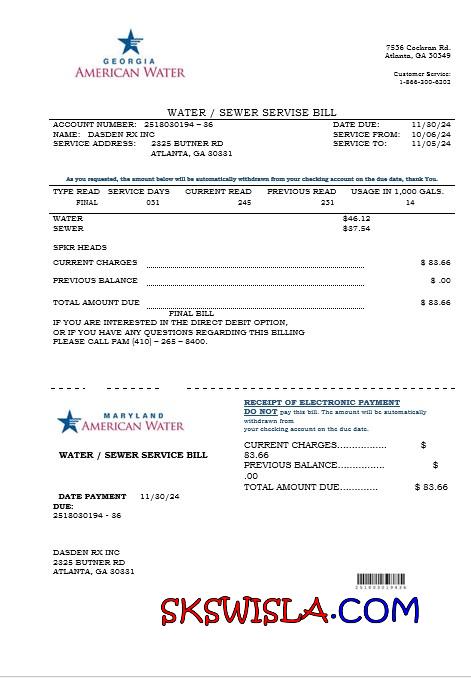 GEORGIA
AMERICAN WATER
7536 Cochran Rd.
Atlanta, GA 30349
Customer Service:
1-866-300-6202
WATER / SEWER SERVISE BILL
ACCOUNT NUMBER: 2518030194 – 36 DATE DUE: 11/30/24
NAME: DASDEN RX INC SERVICE FROM: 10/06/24
SERVICE ADDRESS: 2325 BUTNER RD SERVICE TO: 11/05/24
ATLANTA, GA 30331
As you requested, the amount below will be automatically withdrawn from your checking account on the due date, thank You.
TYPE READ SERVICE DAYS CURRENT READ PREVIOUS READ USAGE IN 1,000 GALS.
FINAL 031 245 231 14
WATER $46.12
SEWER $37.54
SPKR HEADS
CURRENT CHARGES $ 83.66
PREVIOUS BALANCE $ .00
TOTAL AMOUNT DUE $ 83.66
FINAL BILL
IF YOU ARE INTERESTED IN THE DIRECT DEBIT OPTION,
OR IF YOU HAVE ANY QUESTIONS REGARDING THIS BILLING
PLEASE CALL PAM (410) – 265 – 8400.
MARYLAND
AMERICAN WATER
WATER / SEWER SERVICE BILL
DATE PAYMENT 11/30/24
DUE:
2518030194 - 36
DASDEN RX INC
2325 BUTNER RD
ATLANTA, GA 30331
RECEIPT OF ELECTRONIC PAYMENT
DO NOT pay this bill. The amount will be automatically
withdrawn from
your checking account on the due date.
CURRENT CHARGES................. $
83.66
PREVIOUS BALANCE................ $
.00
TOTAL AMOUNT DUE............. $ 83.66
SKSWISLA.COM